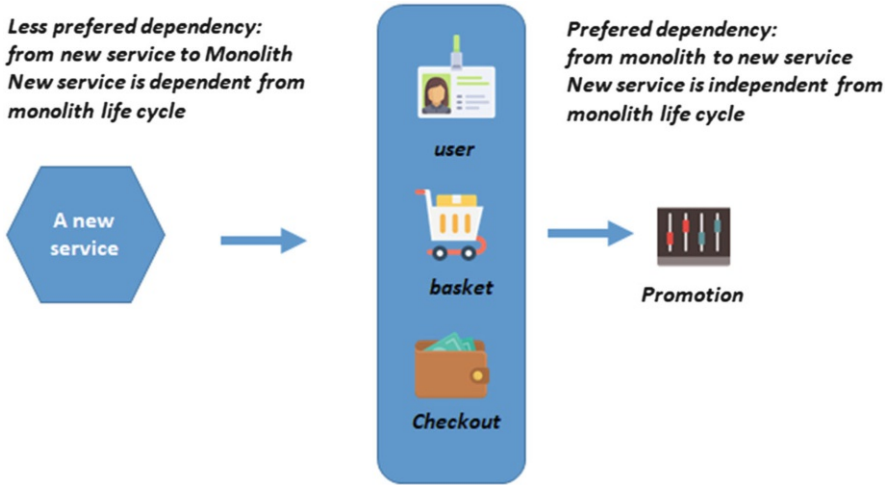 Less prefered dependency:
from new service to Monolith
New service is dependent from
monolith life cycle
A new
service
user
basket
Checkout
Prefered dependency:
from monolith to new service
New service is independent from
monolith life cycle
Promotion